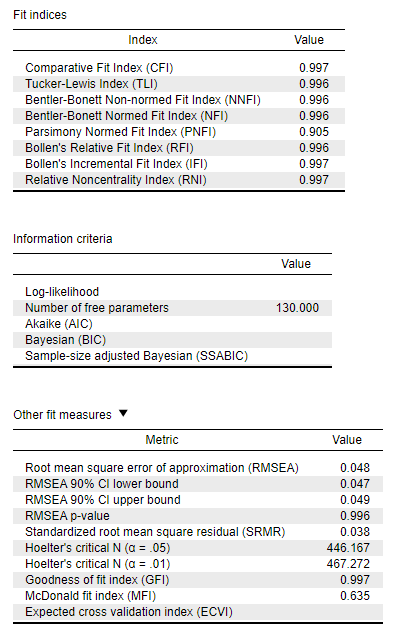 Fit indices
Index Value
Comparative Fit Index (CFI) 0.997
Tucker-Lewis Index (TLI) 0.996
Bentler-Bonett Non-normed Fit Index (NNFI) 0.996
Bentler-Bonett Normed Fit Index (NFI) 0.996
Parsimony Normed Fit Index (PNFI) 0.905
Bollen's Relative Fit Index (RFI) 0.996
Bollen's Incremental Fit Index (IFI) 0.997
Relative Noncentrality Index (RNI) 0.997
Information criteria
Value
Log-likelihood
Number of free parameters 130.000
Akaike (AIC)
Bayesian (BIC)
Sample-size adjusted Bayesian (SSABIC)
Other fit measures ▼
Metric Value
Root mean square error of approximation (RMSEA) 0.048
RMSEA 90% CI lower bound 0.047
RMSEA 90% CI upper bound 0.049
RMSEA p-value 0.996
Standardized root mean square residual (SRMR) 0.038
Hoelter's critical N (α = .05) 446.167
Hoelter's critical N (α = .01) 467.272
Goodness of fit index (GFI) 0.997
McDonald fit index (MFI) 0.635
Expected cross validation index (ECVI)